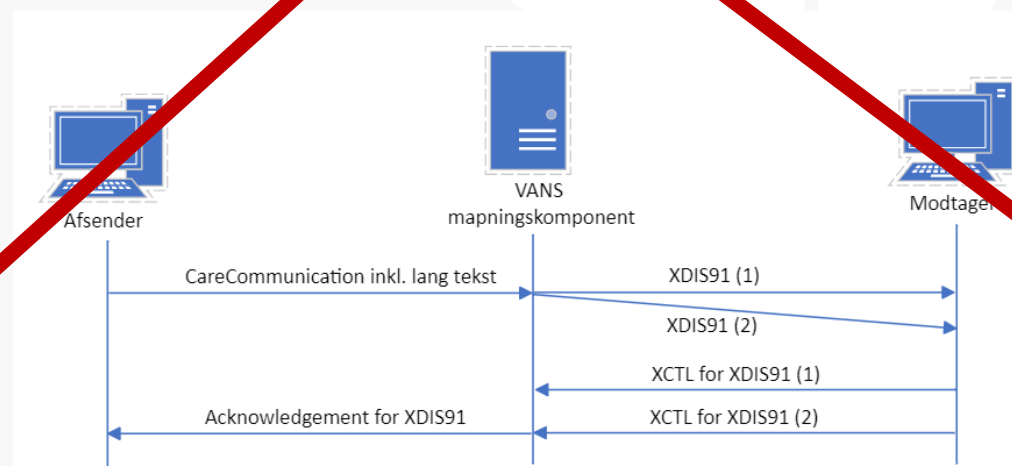 Afsender
VANS
mapningskomponent
Modtager
CareCommunication inkl. lang tekst
XDIS91 (1)
XDIS91 (2)
XCTL for XDIS91 (1)
Acknowledgement for XDIS91
XCTL for XDIS91 (2)